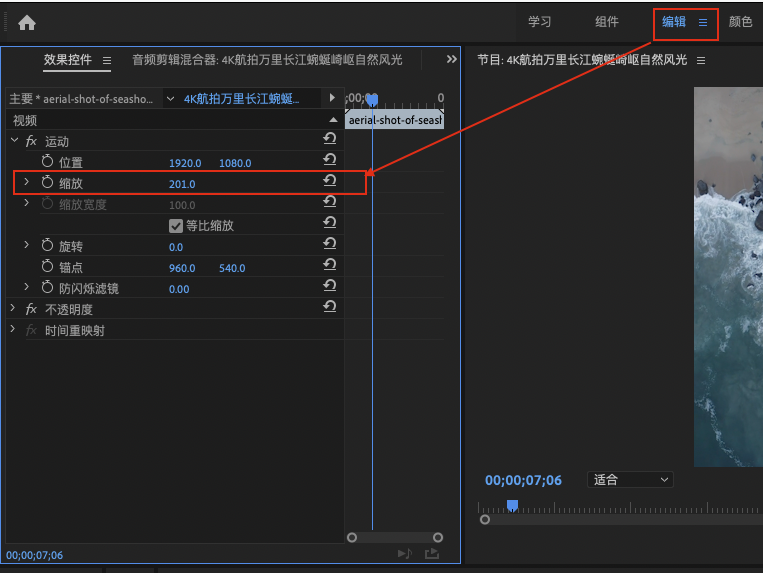 学习 组件 编辑 颜色
效果控件 音频剪辑混合器: 4K航拍万里长江蜿蜒崎岖自然风光 节目: 4K航拍万里长江蜿蜒崎岖自然风光
主要 * aerial-shot-of-seasho... 4K航拍万里长江蜿蜒... ;00;00 0
视频 aerial-shot-of-seash
fx 运动
位置 1920.0 1080.0
缩放 201.0
fx 缩放宽度 100.0
等比缩放
旋转 0.0
锚点 960.0 540.0
防闪烁滤镜 0.00
fx 不透明度
fx 时间重映射
00;00;07;06 适合
00;00;07;06